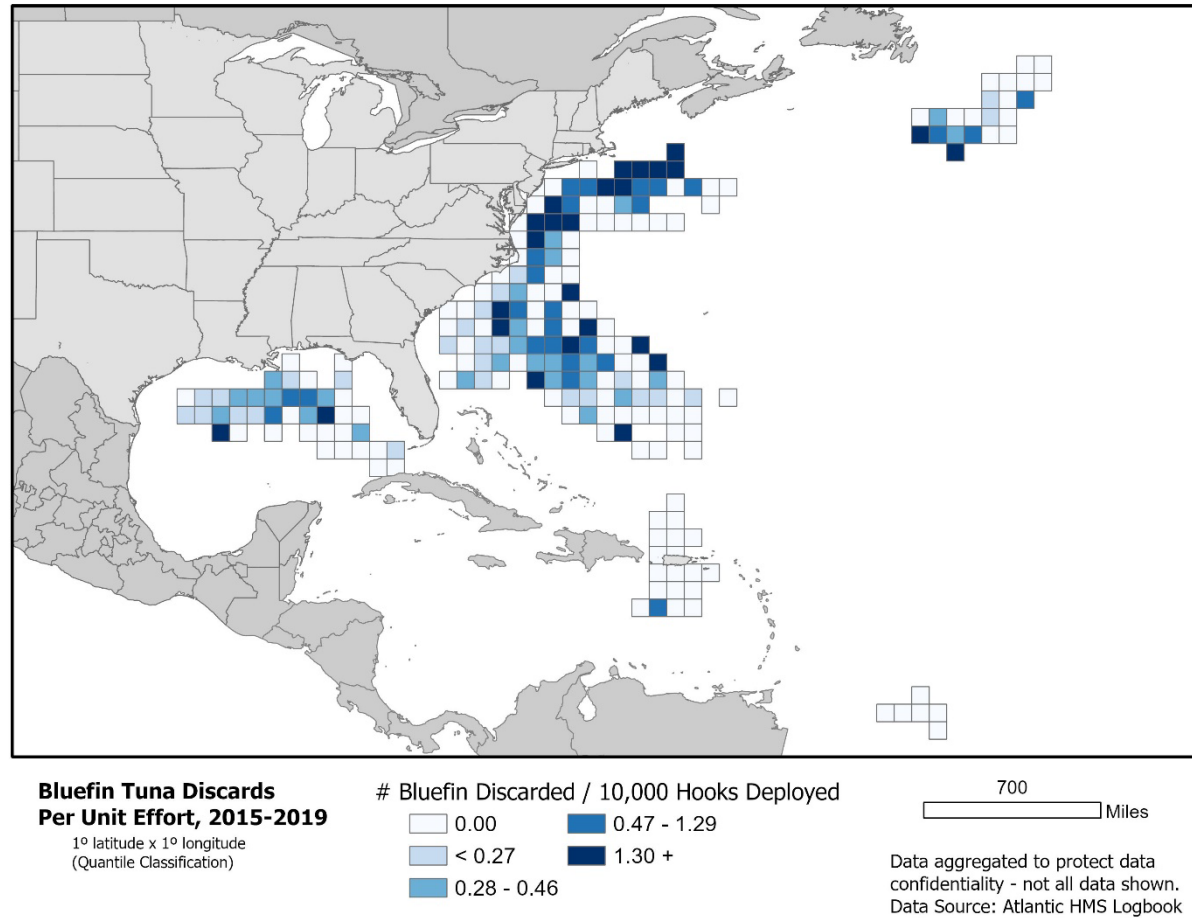 Bluefin Tuna Discards
Per Unit Effort, 2015-2019
1º latitude x 1º longitude
(Quantile Classification)
# Bluefin Discarded / 10,000 Hooks Deployed
0.00
< 0.27
0.28 - 0.46
0.47 - 1.29
1.30 +
700
Miles
Data aggregated to protect data
confidentiality - not all data shown.
Data Source: Atlantic HMS Logbook